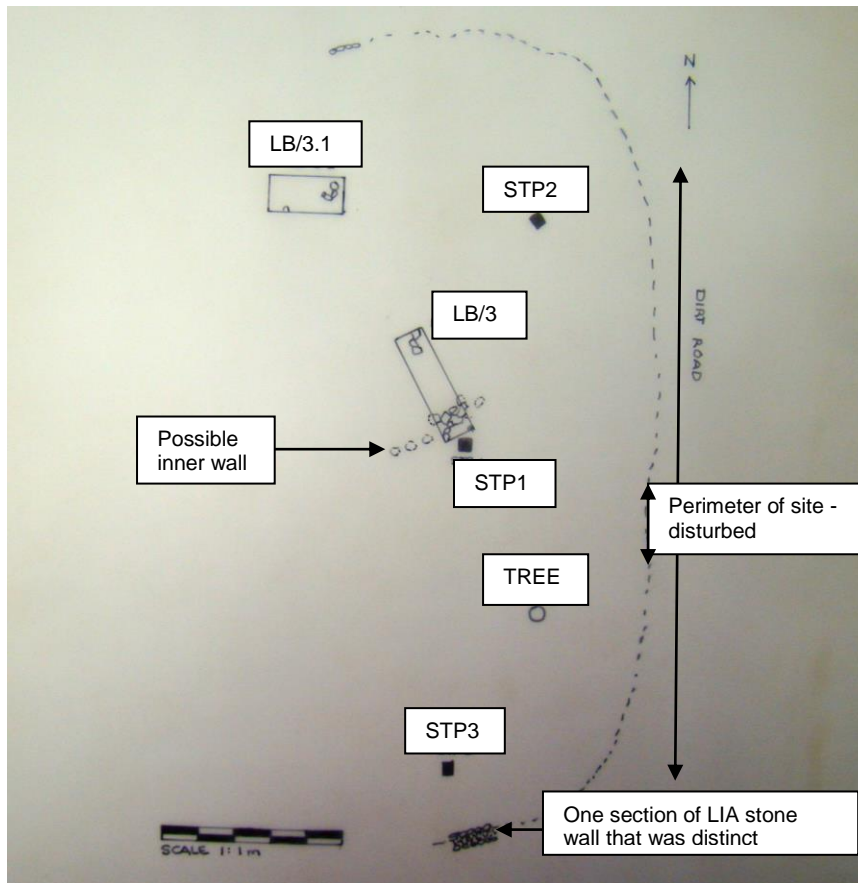 N
LB/3.1
STP2
LB/3
DIRT ROAD
Possible
inner wall
STP1
Perimeter of site -
disturbed
TREE
STP3
One section of LIA stone
wall that was distinct
SCALE 1:1m